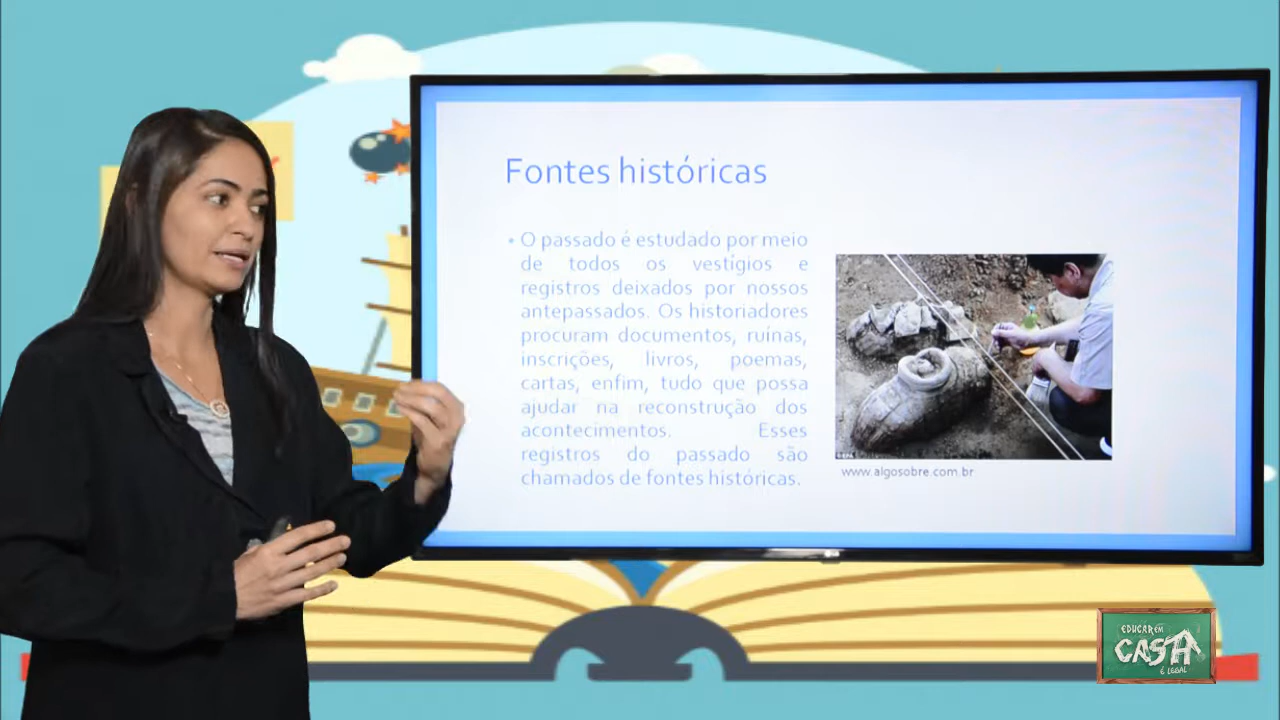 Fontes históricas
• O passado é estudado por meio
de todos os vestígios e
registros deixados por nossos
antepassados. Os historiadores
procuram documentos, ruínas,
inscrições, livros, poemas,
cartas, enfim, tudo que possa
ajudar na reconstrução dos
acontecimentos. Esses
registros do passado são
chamados de fontes históricas.
www.algosobre.com.br
LG
EDUCAR EM
CASA
É LEGAL